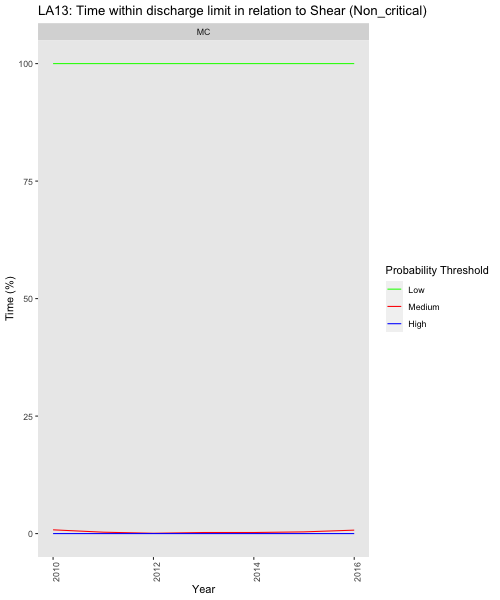 LA13: Time within discharge limit in relation to Shear (Non_critical)
MC
100
75
50
25
0
Time (%)
2010
2012
2014
2016
Year
Probability Threshold
Low
Medium
High